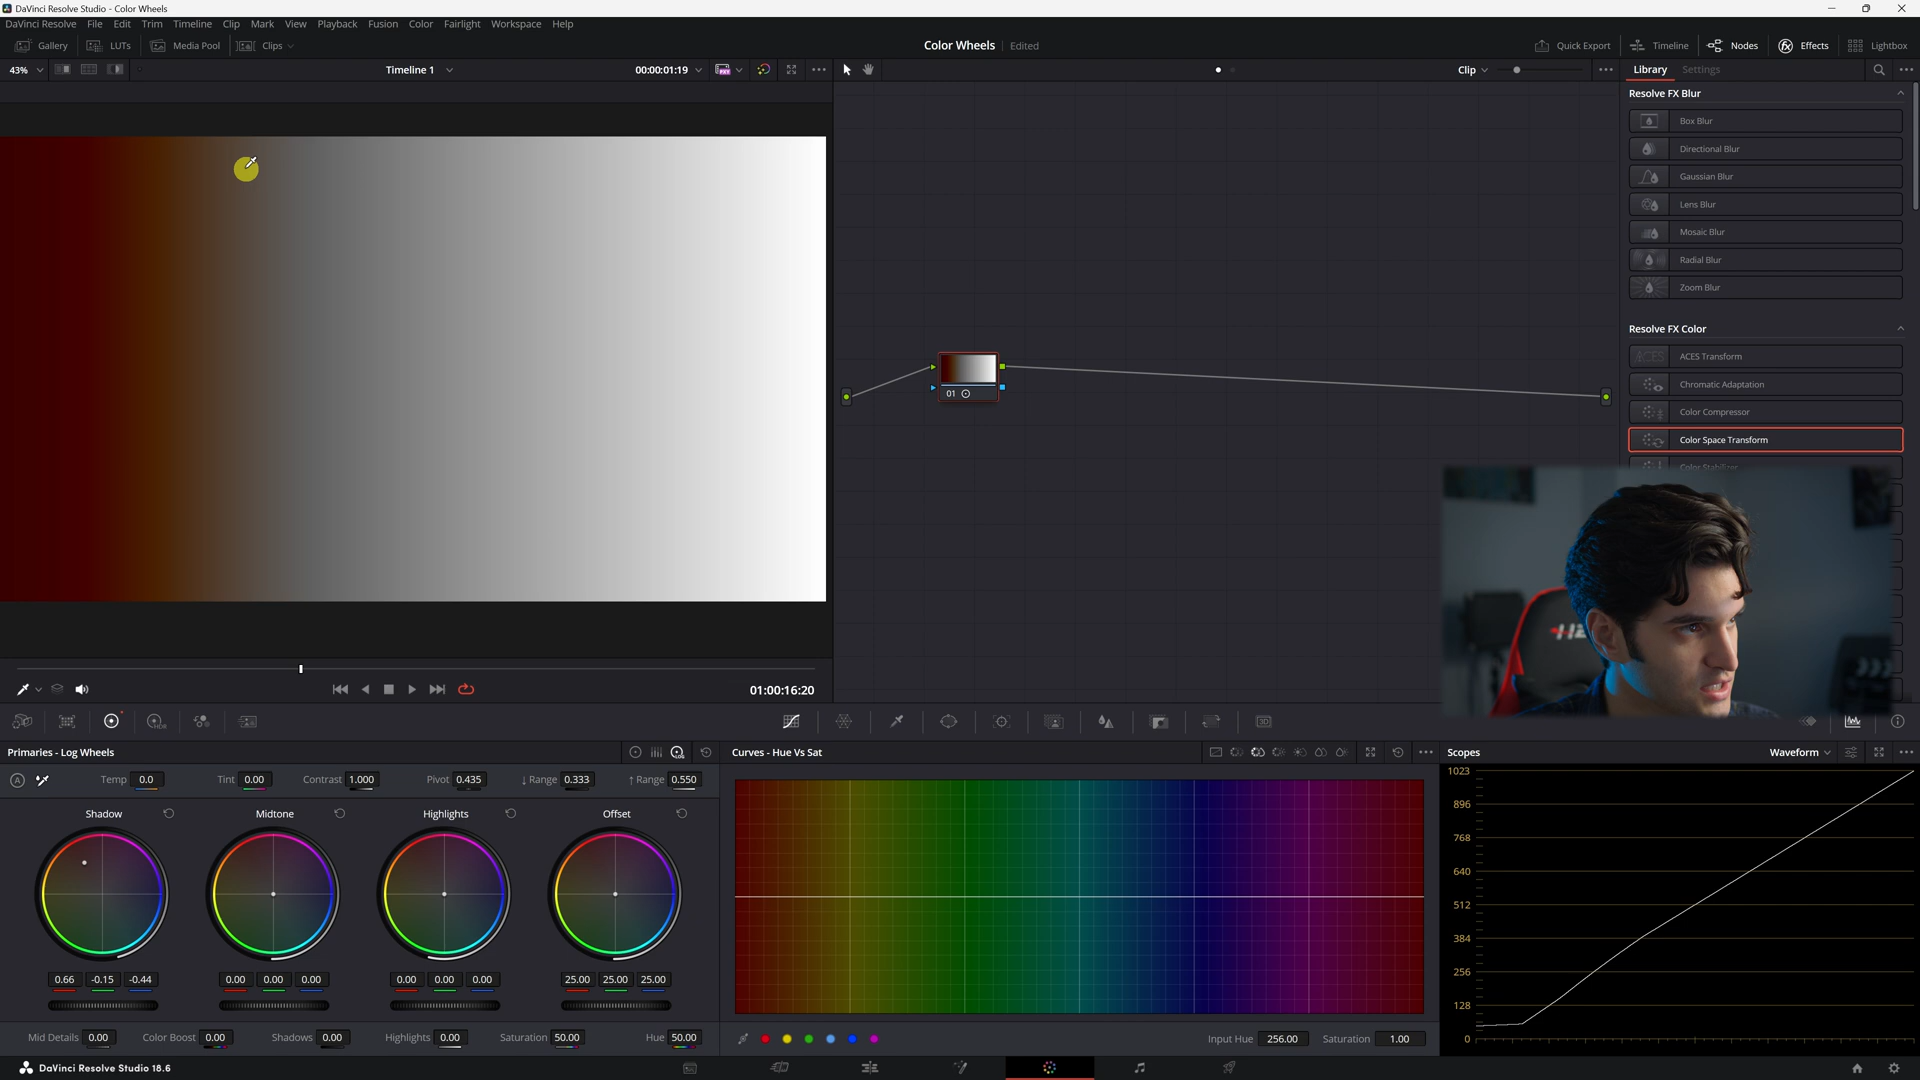 DaVinci Resolve Studio - Color Wheels
DaVinci Resolve File Edit Trim Timeline Clip Mark View Playback Fusion Color Fairlight Workspace Help
Gallery LUTs Media Pool Clips Color Wheels Edited Quick Export Timeline Nodes Effects Lightbox
43% Timeline 1 00:00:01:19 Clip Library Settings
Resolve FX Blur
Box Blur
Directional Blur
Gaussian Blur
Lens Blur
Mosaic Blur
Radial Blur
Zoom Blur
Resolve FX Color
ACES Transform
Chromatic Adaptation
Color Compressor
Color Space Transform
Color Stabilizer
01
01:00:16:20
Primaries - Log Wheels
Temp 0.0 Tint 0.00 Contrast 1.000 Pivot 0.435 ↓ Range 0.333 ↑ Range 0.550
Shadow Midtone Highlights Offset
0.66 -0.15 -0.44 0.00 0.00 0.00 0.00 0.00 0.00 25.00 25.00 25.00
Mid Details 0.00 Color Boost 0.00 Shadows 0.00 Highlights 0.00 Saturation 50.00 Hue 50.00
Curves - Hue Vs Sat
Input Hue 256.00 Saturation 1.00
Scopes Waveform
1023
896
768
640
512
384
256
128
0
DaVinci Resolve Studio 18.6